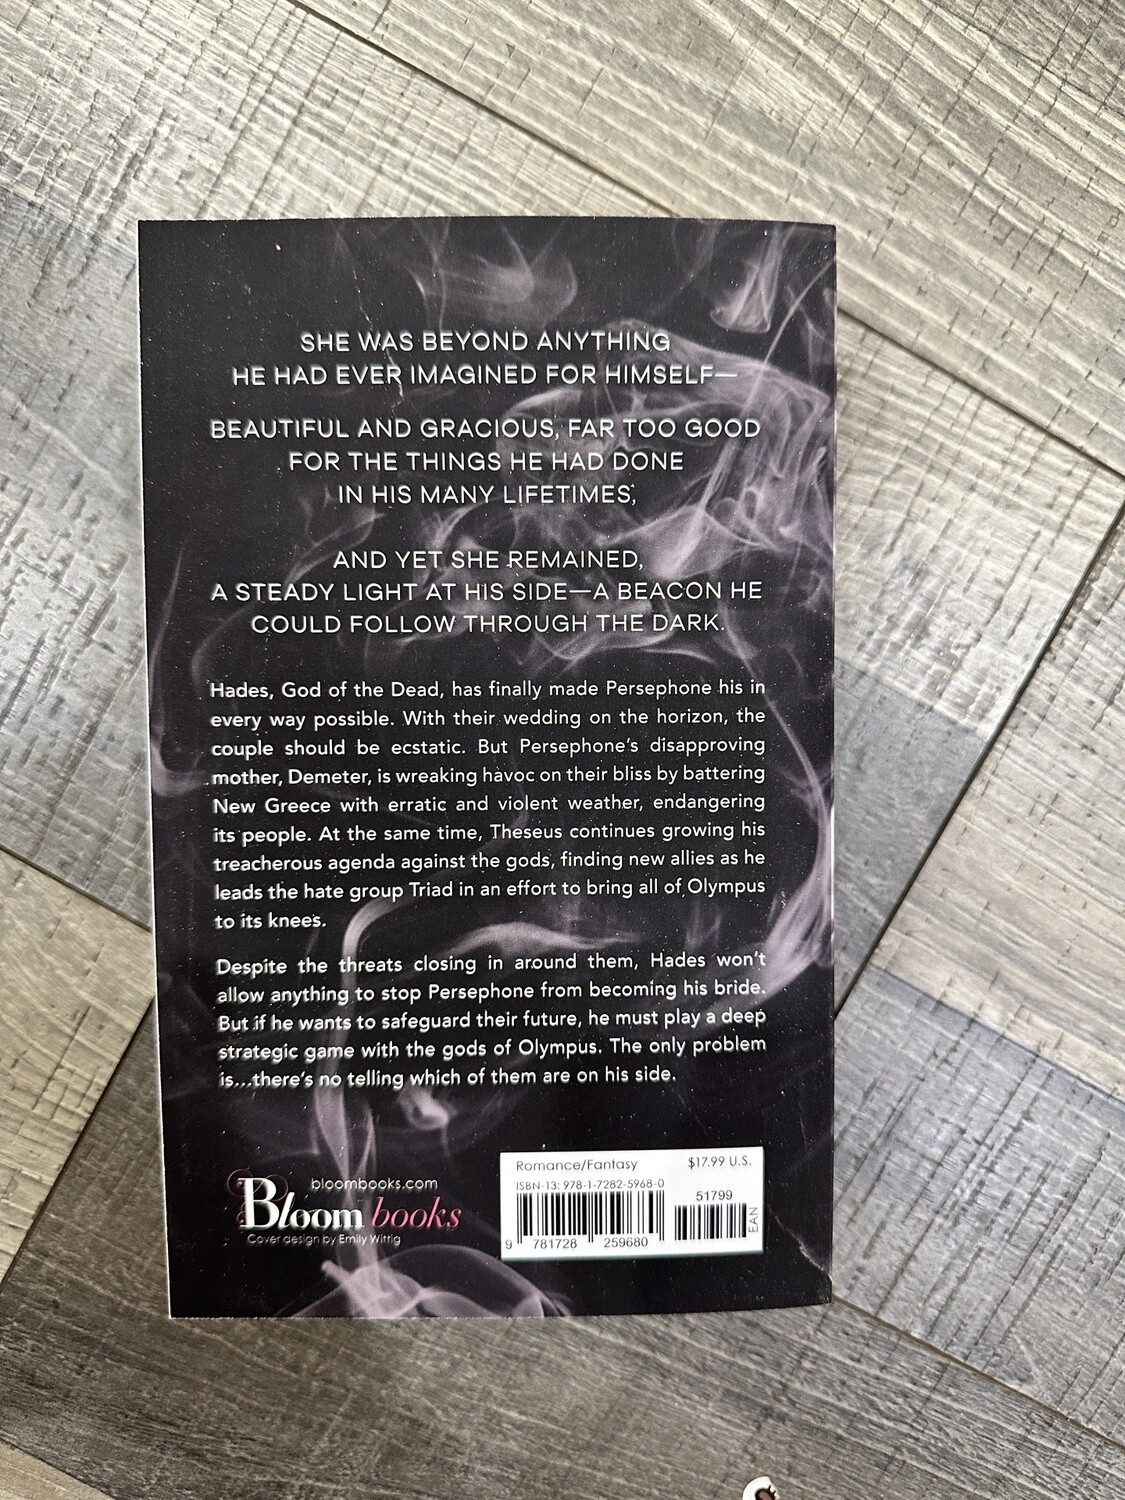 SHE WAS BEYOND ANYTHING
HE HAD EVER IMAGINED FOR HIMSELF—
BEAUTIFUL AND GRACIOUS, FAR TOO GOOD
FOR THE THINGS HE HAD DONE
IN HIS MANY LIFETIMES,
AND YET SHE REMAINED,
A STEADY LIGHT AT HIS SIDE—A BEACON HE
COULD FOLLOW THROUGH THE DARK.
Hades, God of the Dead, has finally made Persephone his in
every way possible. With their wedding on the horizon, the
couple should be ecstatic. But Persephone's disapproving
mother, Demeter, is wreaking havoc on their bliss by battering
New Greece with erratic and violent weather, endangering
its people. At the same time, Theseus continues growing his
treacherous agenda against the gods, finding new allies as he
leads the hate group Triad in an effort to bring all of Olympus
to its knees.
Despite the threats closing in around them, Hades won't
allow anything to stop Persephone from becoming his bride.
But if he wants to safeguard their future, he must play a deep
strategic game with the gods of Olympus. The only problem
is...there's no telling which of them are on his side.
bloombooks.com
Bloom books
Cover design by Emily Wittig
Romance/Fantasy $17.99 U.S.
ISBN-13: 978-1-7282-5968-0
51799
EAN
9 781728 259680